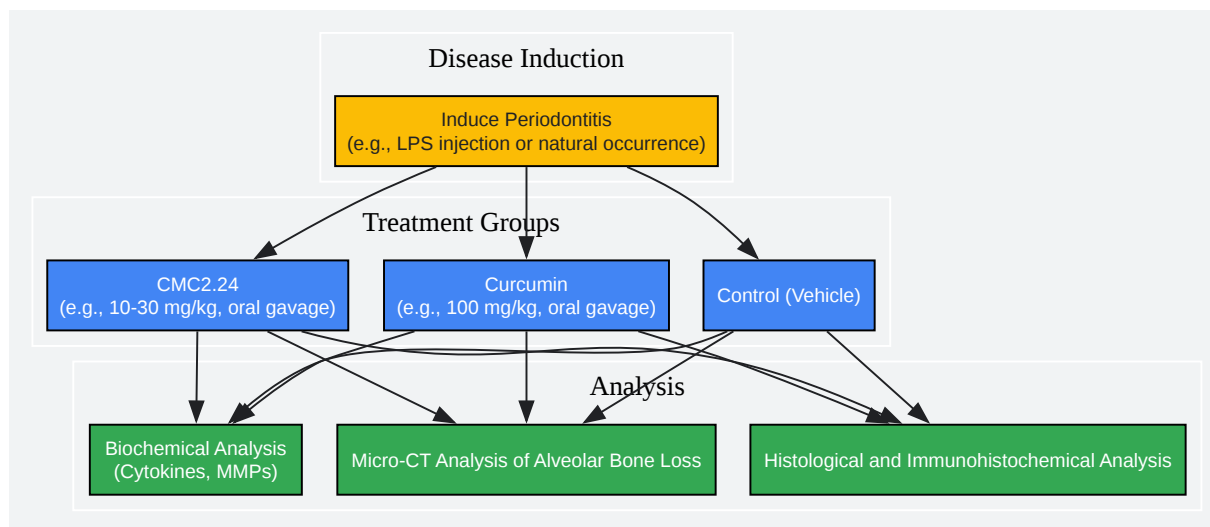 Disease Induction
Induce Periodontitis
(e.g., LPS injection or natural occurrence)
Treatment Groups
CMC2.24
(e.g., 10-30 mg/kg, oral gavage)
Curcumin
(e.g., 100 mg/kg, oral gavage)
Control (Vehicle)
Analysis
Biochemical Analysis
(Cytokines, MMPs)
Micro-CT Analysis of Alveolar Bone Loss
Histological and Immunohistochemical Analysis